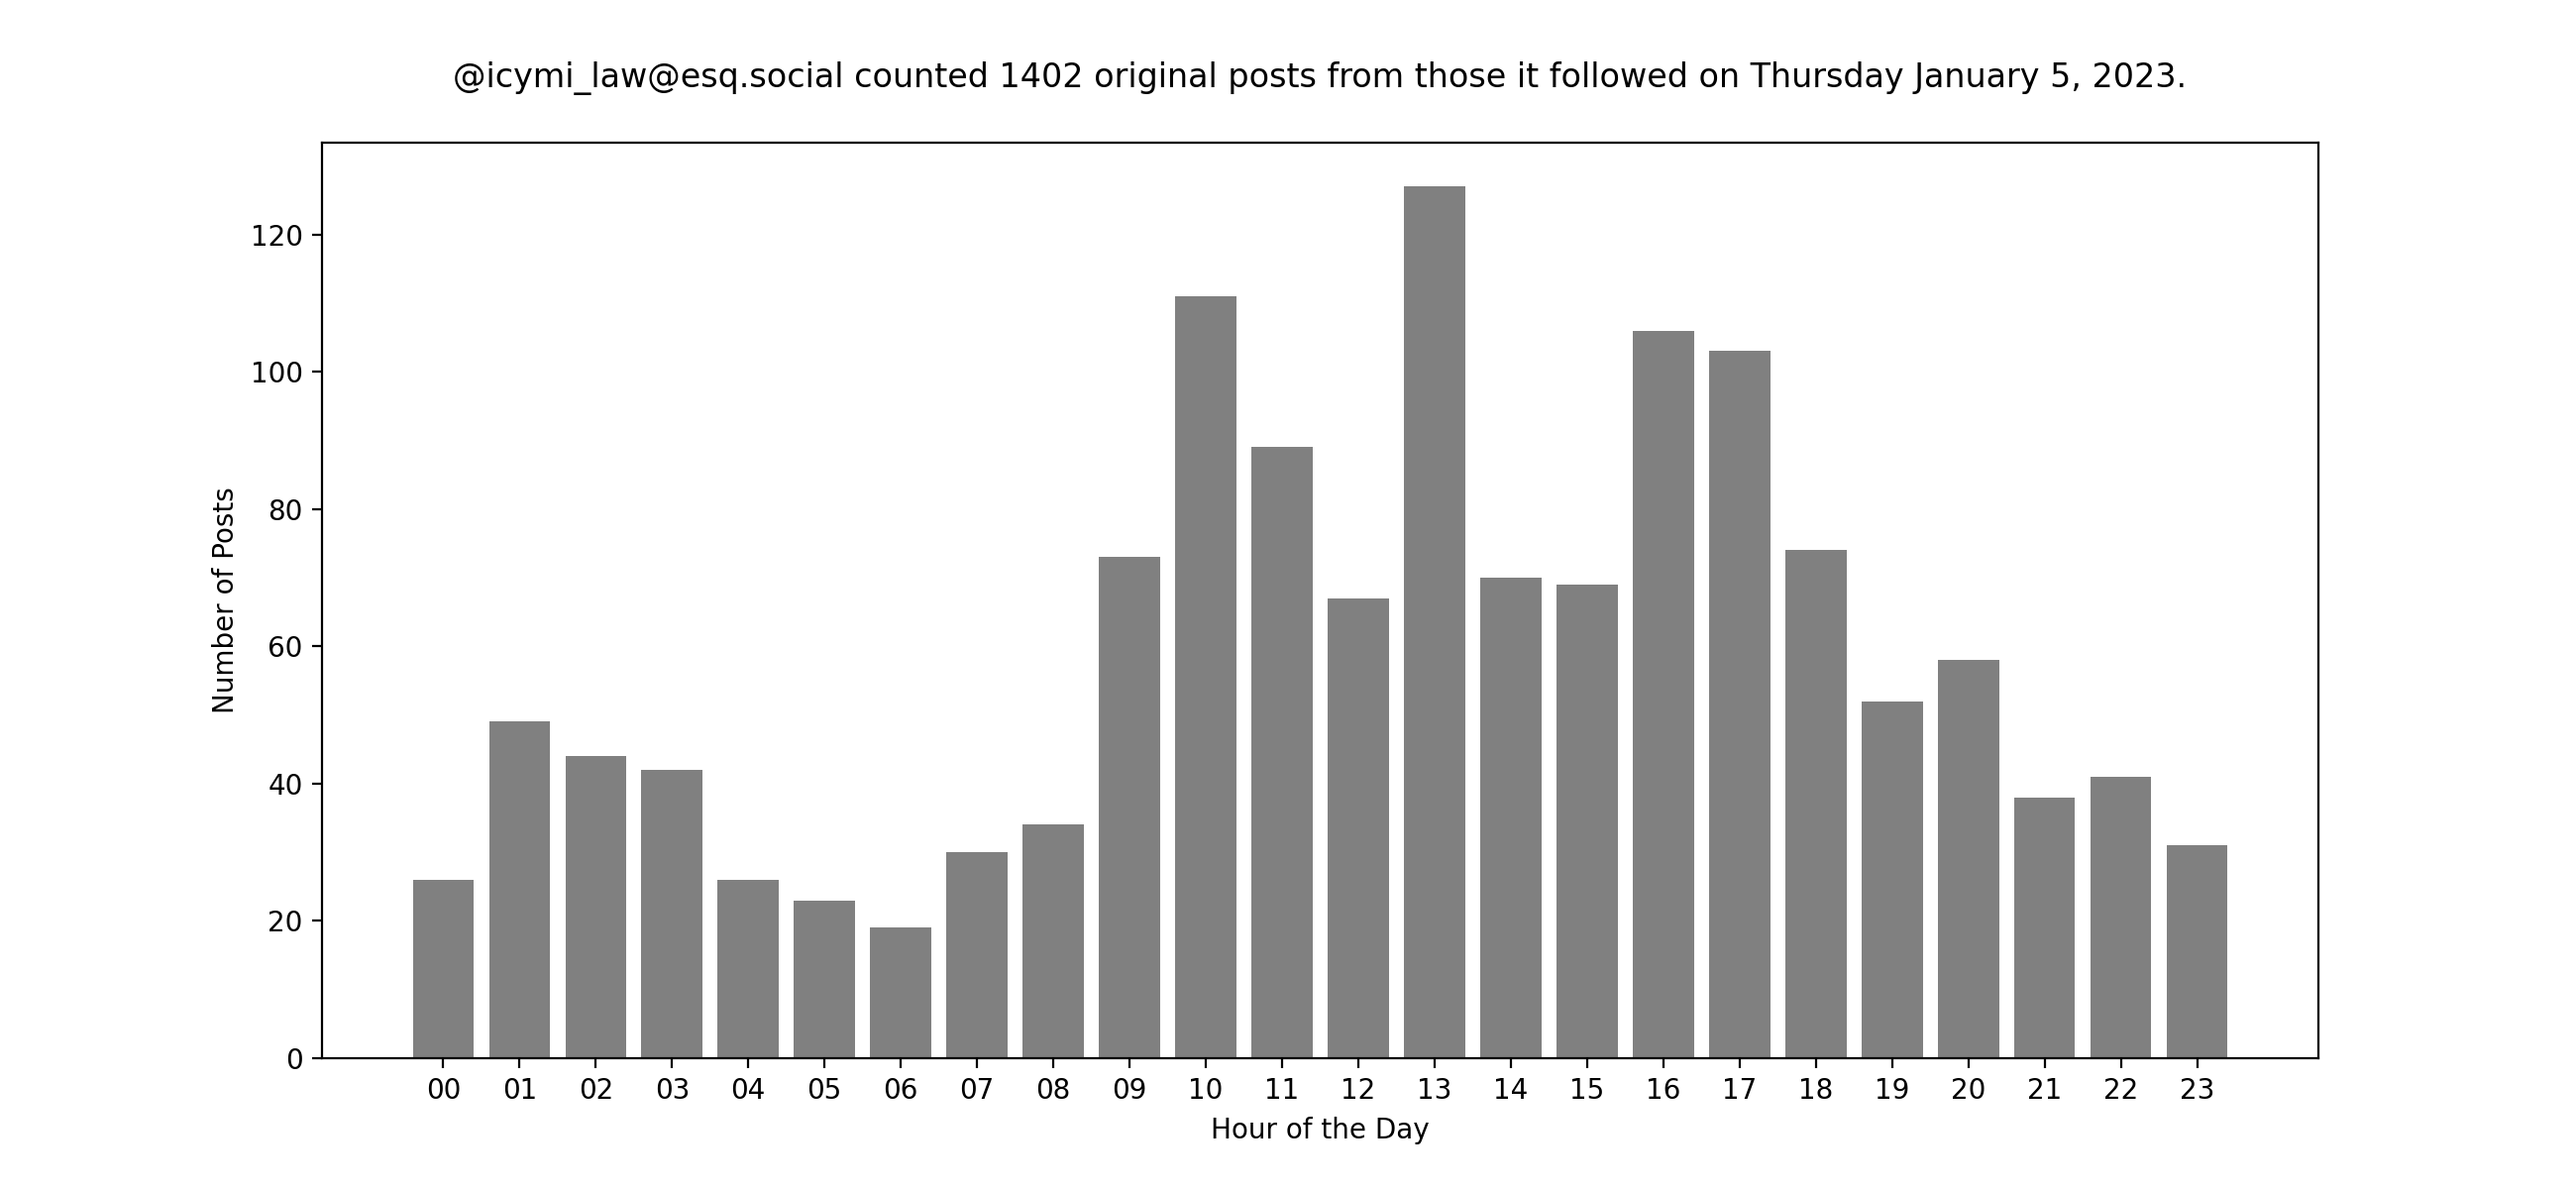 @icymi_law@esq.social counted 1402 original posts from those it followed on Thursday January 5, 2023.
120
100
80
60
40
20
0
Number of Posts
00 01 02 03 04 05 06 07 08 09 10 11 12 13 14 15 16 17 18 19 20 21 22 23
Hour of the Day